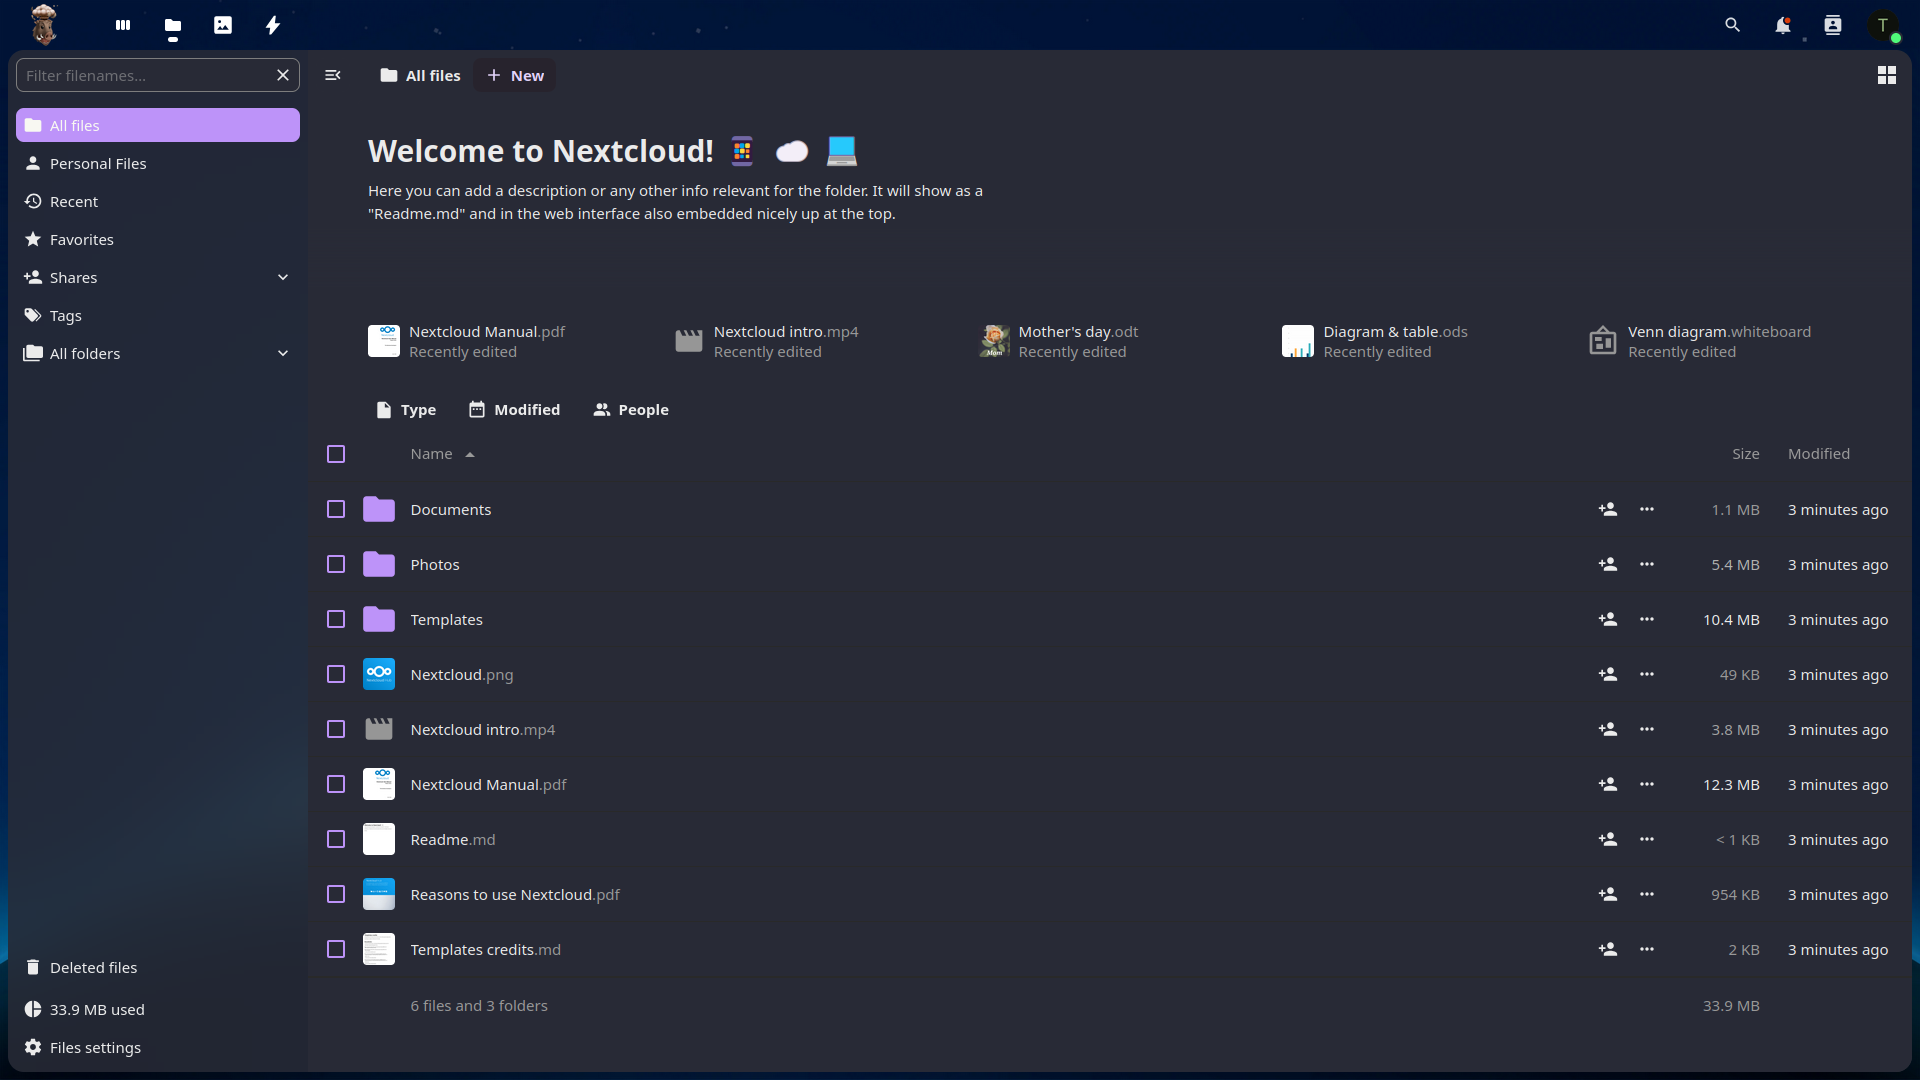 T
Filter filenames...
All files
New
All files
Personal Files
Recent
Favorites
Shares
Tags
All folders
Welcome to Nextcloud!
Here you can add a description or any other info relevant for the folder. It will show as a
"Readme.md" and in the web interface also embedded nicely up at the top.
Nextcloud Manual.pdf
Recently edited
Nextcloud intro.mp4
Recently edited
Mother's day.odt
Recently edited
Diagram & table.ods
Recently edited
Venn diagram.whiteboard
Recently edited
Type Modified People
Name Size Modified
Documents 1.1 MB 3 minutes ago
Photos 5.4 MB 3 minutes ago
Templates 10.4 MB 3 minutes ago
Nextcloud.png 49 KB 3 minutes ago
Nextcloud intro.mp4 3.8 MB 3 minutes ago
Nextcloud Manual.pdf 12.3 MB 3 minutes ago
Readme.md < 1 KB 3 minutes ago
Reasons to use Nextcloud.pdf 954 KB 3 minutes ago
Templates credits.md 2 KB 3 minutes ago
6 files and 3 folders 33.9 MB
Deleted files
33.9 MB used
Files settings